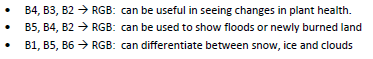 • B4, B3, B2 → RGB: can be useful in seeing changes in plant health.
• B5, B4, B2 → RGB: can be used to show floods or newly burned land
• B1, B5, B6 → RGB: can differentiate between snow, ice and clouds